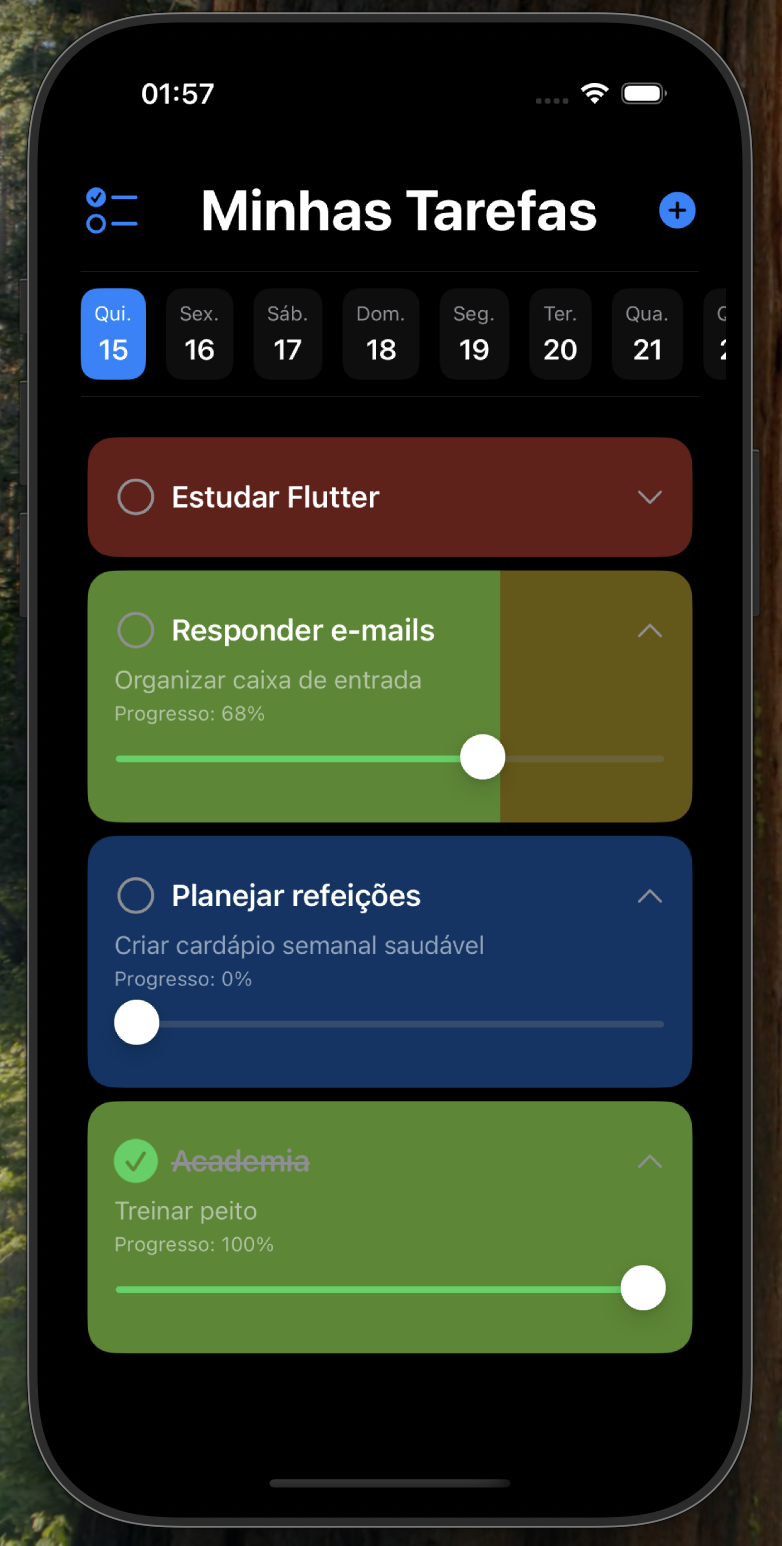 01:57
Minhas Tarefas
Qui. Sex. Sáb. Dom. Seg. Ter. Qua.
15 16 17 18 19 20 21
Estudar Flutter
Responder e-mails
Organizar caixa de entrada
Progresso: 68%
Planejar refeições
Criar cardápio semanal saudável
Progresso: 0%
Academia
Treinar peito
Progresso: 100%